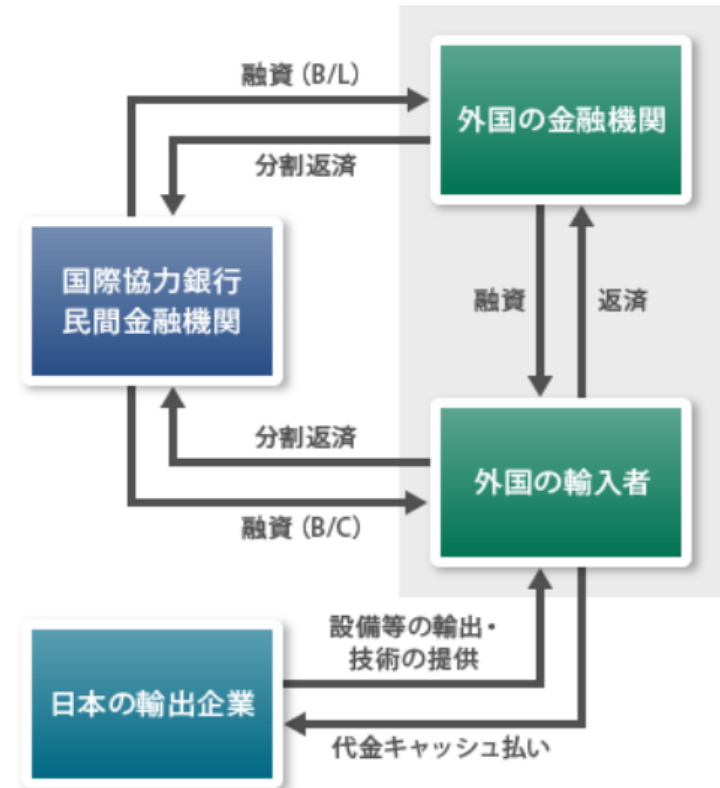 融資（B/L）
外国の金融機関
分割返済
国際協力銀行
民間金融機関
融資
返済
分割返済
外国の輸入者
融資（B/C）
設備等の輸出・
技術の提供
日本の輸出企業
代金キャッシュ払い